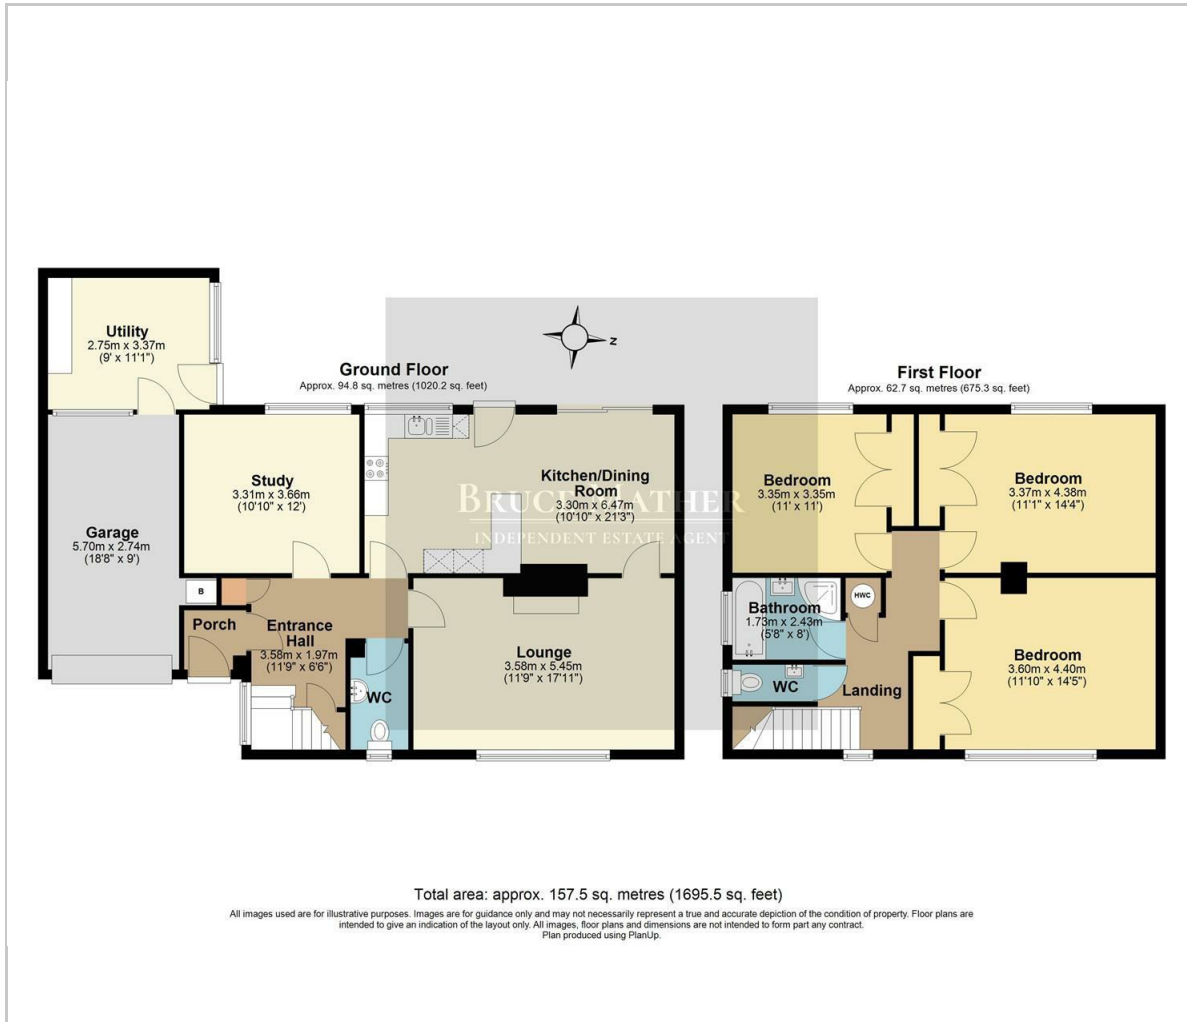 Ground Floor
Approx. 94.8 sq. metres (1020.2 sq. feet)
Utility
2.75m x 3.37m
(9' x 11'1")
Study
3.31m x 3.66m
(10'10" x 12')
Kitchen/Dining
Room
3.30m x 6.47m
(10'10" x 21'3")
Garage
5.70m x 2.74m
(18'8" x 9')
B
Porch
Entrance
Hall
3.58m x 1.97m
(11'9" x 6'6")
WC
Lounge
3.58m x 5.45m
(11'9" x 17'11")
N
BRUCE MATHER
INDEPENDENT ESTATE AGENT
First Floor
Approx. 62.7 sq. metres (675.3 sq. feet)
Bedroom
3.35m x 3.35m
(11' x 11')
Bedroom
3.37m x 4.38m
(11'1" x 14'4")
Bathroom
1.73m x 2.43m
(5'8" x 8')
HWC
WC
Landing
Bedroom
3.60m x 4.40m
(11'10" x 14'5")
Total area: approx. 157.5 sq. metres (1695.5 sq. feet)
All images used are for illustrative purposes. Images are for guidance only and may not necessarily represent a true and accurate depiction of the condition of property. Floor plans are
intended to give an indication of the layout only. All images, floor plans and dimensions are not intended to form part any contract.
Plan produced using PlanUp.